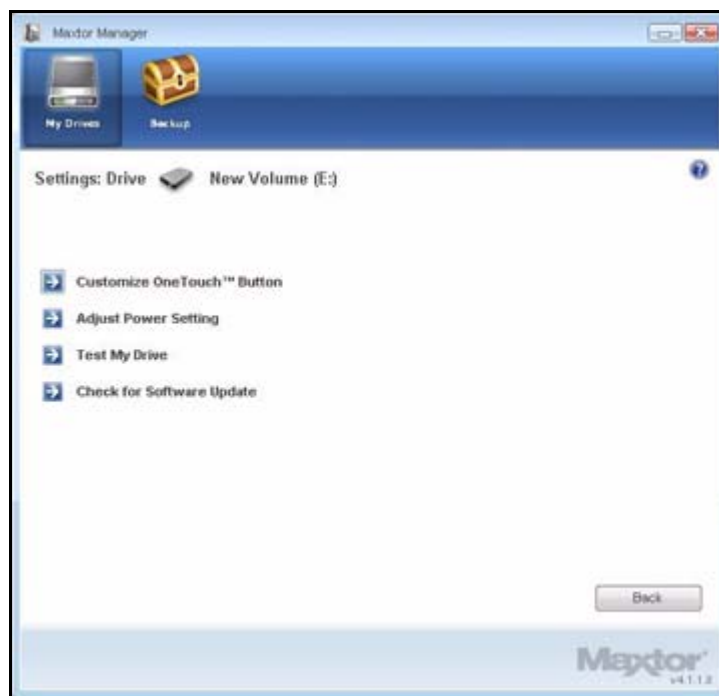 Maxtor Manager
My Drives
Backup
Settings: Drive New Volume (E:)
Customize OneTouch™ Button
Adjust Power Setting
Test My Drive
Check for Software Update
Back
Maxtor